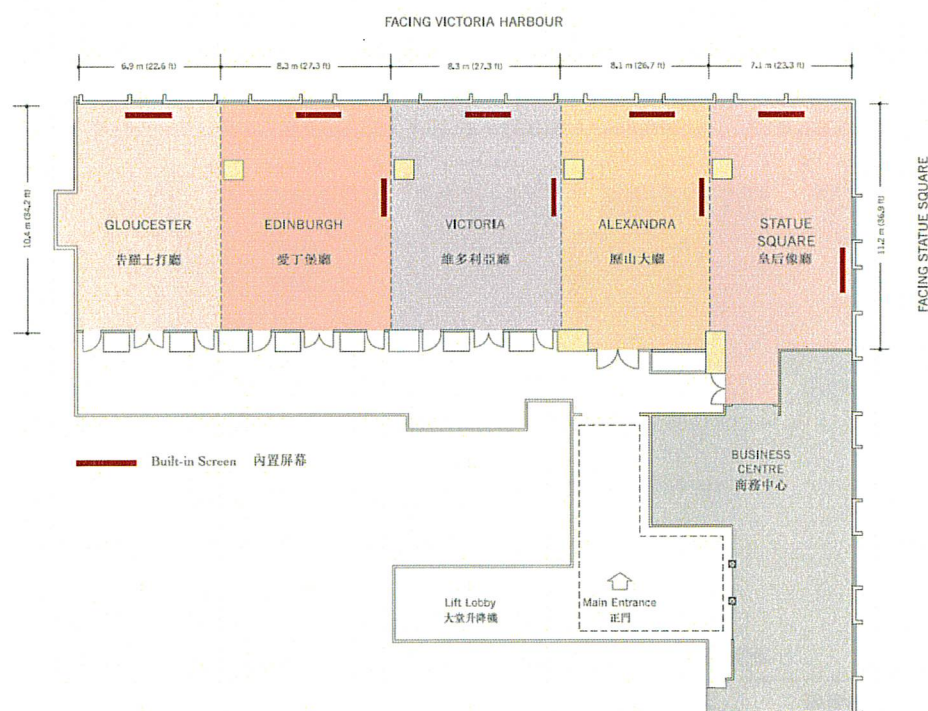 FACING VICTORIA HARBOUR
6.9 m (22.6 ft)
8.3 m (27.3 ft)
8.3 m (27.3 ft)
8.1 m (26.7 ft)
7.1 m (23.3 ft)
10.4 m (34.2 ft)
GLOUCESTER
告羅士打廳
EDINBURGH
愛丁堡廳
VICTORIA
維多利亞廳
ALEXANDRA
歷山大廳
STATUE
SQUARE
皇后像廳
11.2 m (36.9 ft)
FACING STATUE SQUARE
Built-in Screen 內置屏幕
BUSINESS
CENTRE
商務中心
Lift Lobby
大堂升降機
Main Entrance
正門